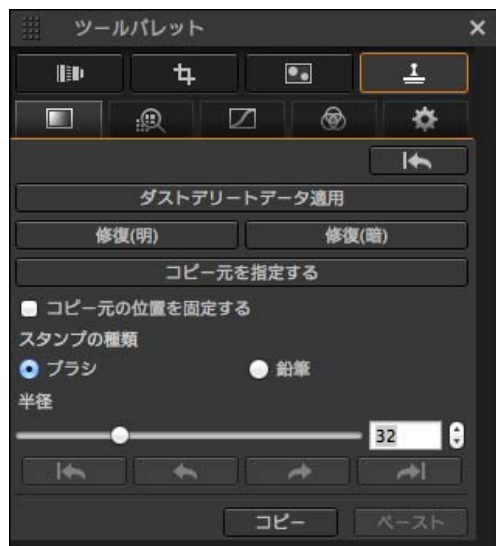 ツールパレット
ダストデリートデータ適用
修復(明) 修復(暗)
コピー元を指定する
コピー元の位置を固定する
スタンプの種類
ブラシ 鉛筆
半径
32
コピー ペースト